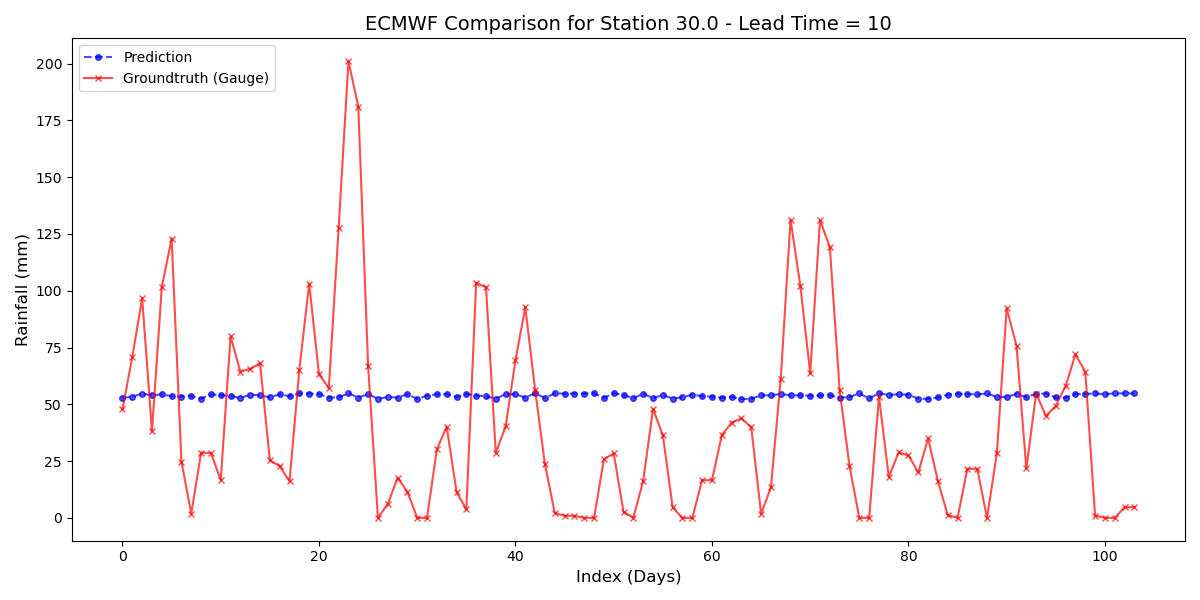 ECMWF Comparison for Station 30.0 - Lead Time = 10
Prediction
Groundtruth (Gauge)
Rainfall (mm)
200
175
150
125
100
75
50
25
0
0 20 40 60 80 100
Index (Days)